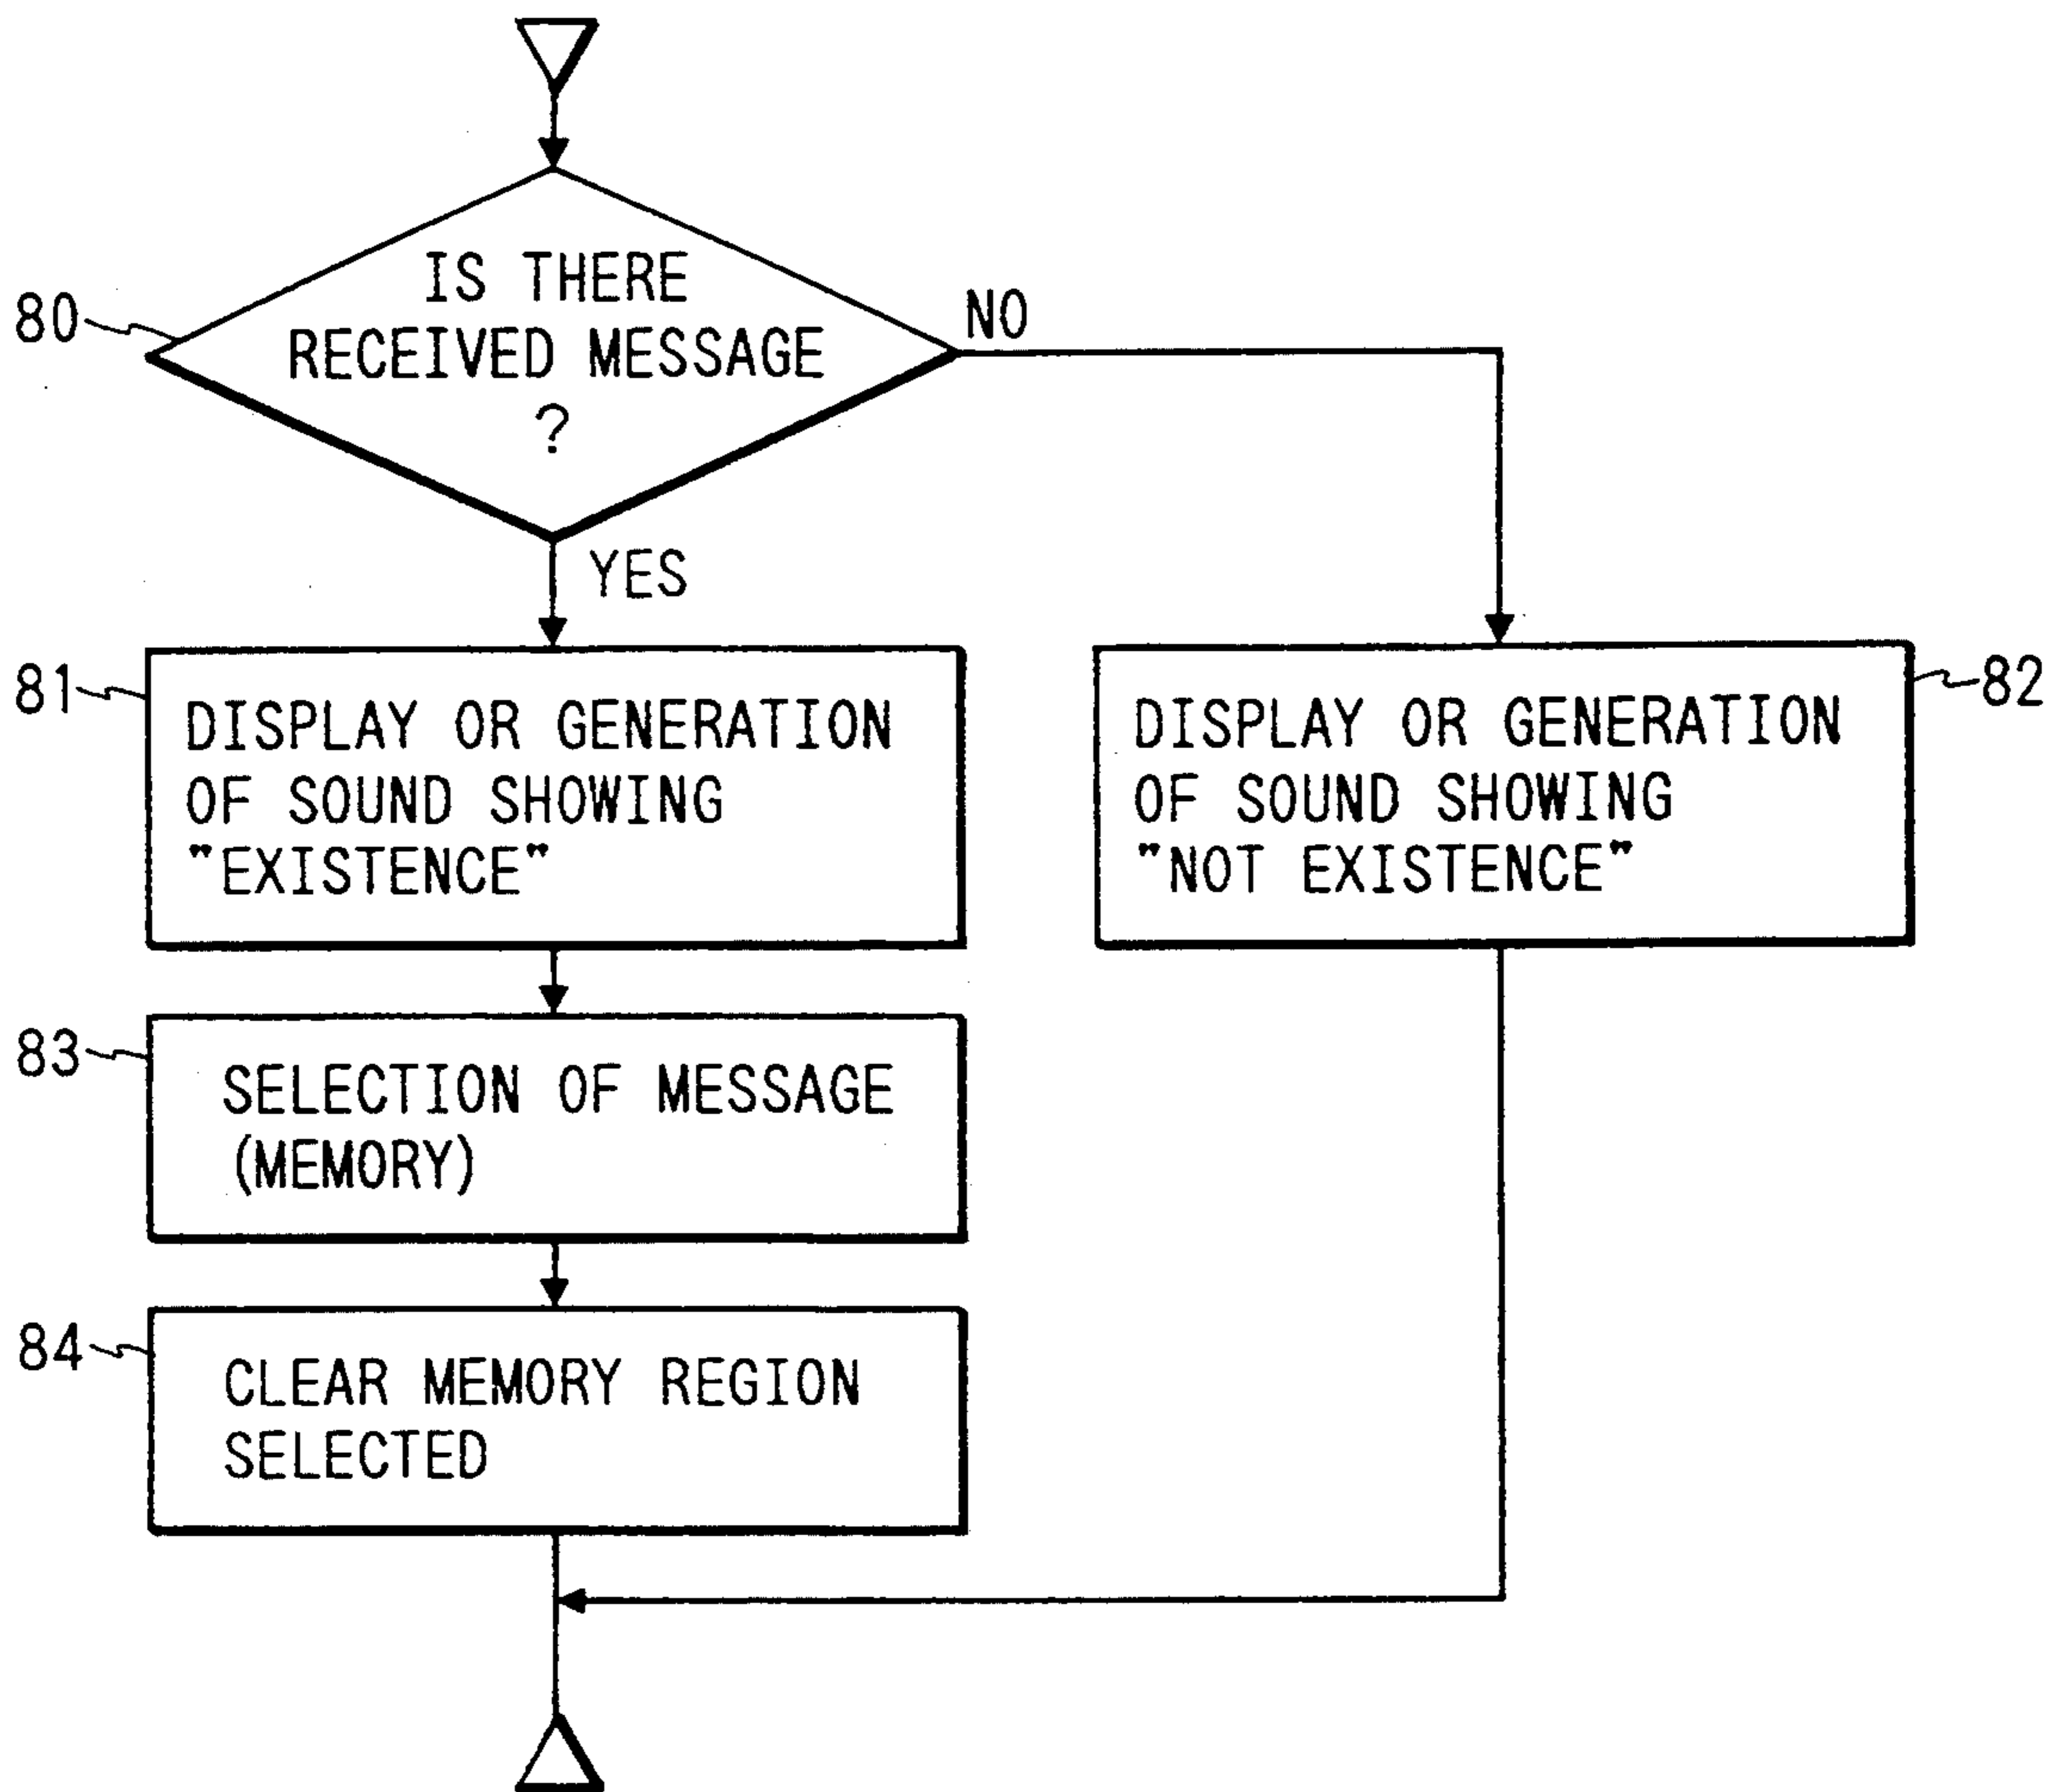 IS THERE
RECEIVED MESSAGE
?
80
NO
YES
81
DISPLAY OR GENERATION
OF SOUND SHOWING
"EXISTENCE"
82
DISPLAY OR GENERATION
OF SOUND SHOWING
"NOT EXISTENCE"
83
SELECTION OF MESSAGE
(MEMORY)
84
CLEAR MEMORY REGION
SELECTED